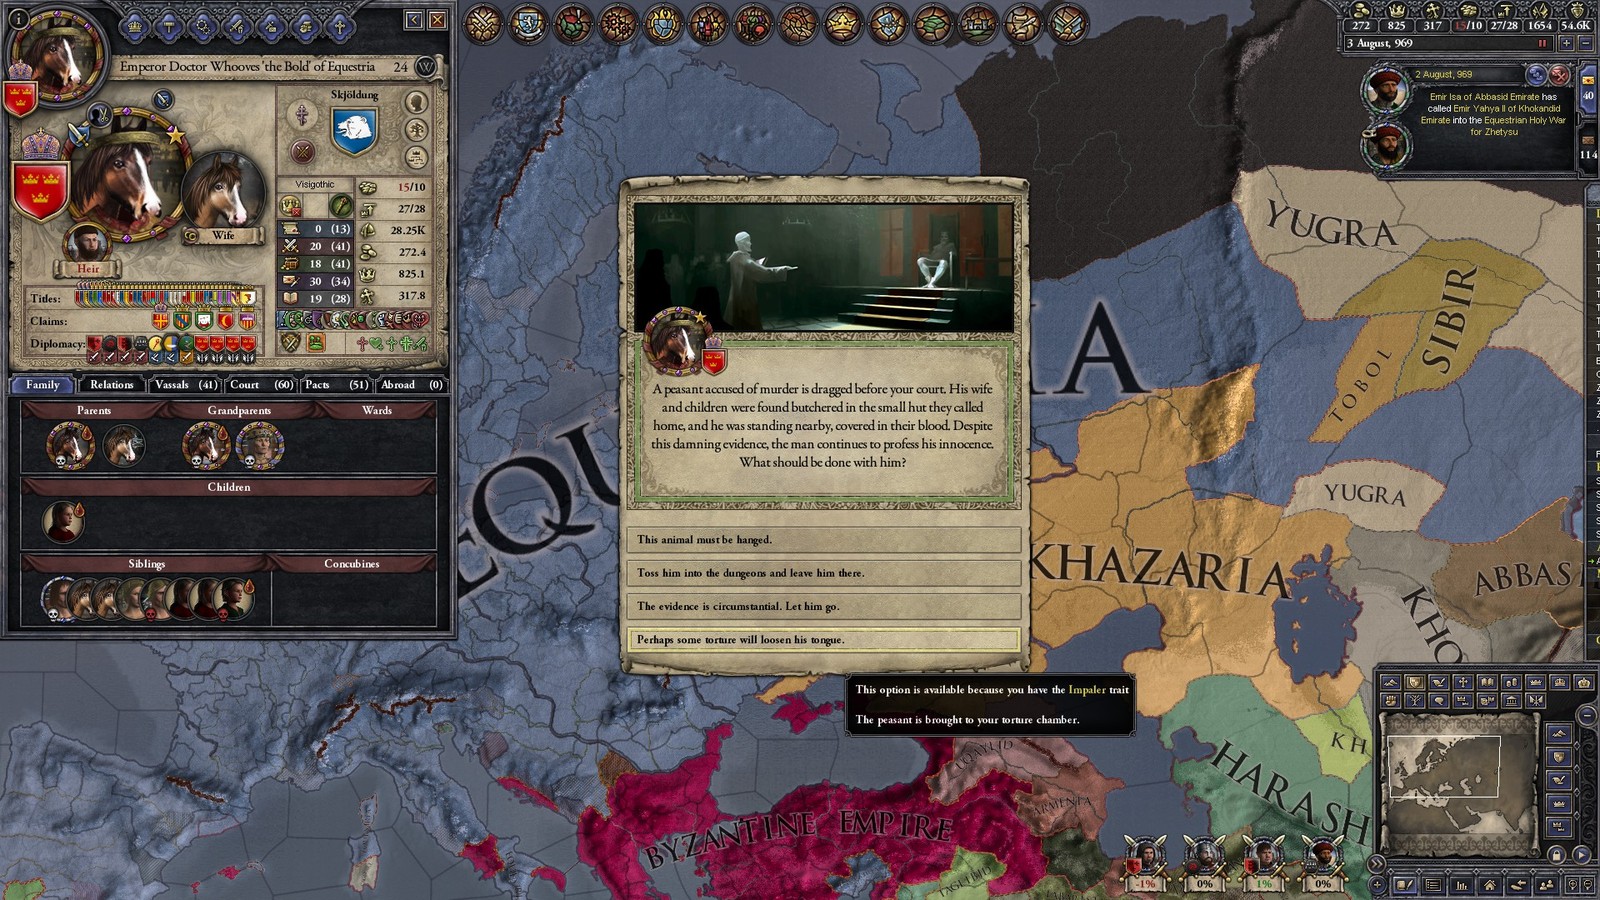 Emperor Doctor Whooves 'the Bold' of Equestria 24
Skjöldung
Wife
Heir
Visigothic
0 (13)
20 (41)
18 (41)
30 (34)
19 (28)
15/10
27/28
28.25K
272.4
825.1
317.8
Titles:
Claims:
Diplomacy:
Family
Relations
Vassals (41)
Court (60)
Pacts (51)
Abroad (0)
Parents
Grandparents
Wards
Children
Siblings
Concubines
A peasant accused of murder is dragged before your court. His wife
and children were found butchered in the small hut they called
home, and he was standing nearby, covered in their blood. Despite
this damning evidence, the man continues to profess his innocence.
What should be done with him?
This animal must be hanged.
Toss him into the dungeons and leave him there.
The evidence is circumstantial. Let him go.
Perhaps some torture will loosen his tongue.
This option is available because you have the Impaler trait
The peasant is brought to your torture chamber.
272 825 317 15/10 27/28 1654 54.6K
3 August, 969
2 August, 969
Emir Isa of Abbasid Emirate has
called Emir Yahya II of Khokandid
Emirate into the Equestrian Holy War
for Zhetysu
40
114
YUGRA
SIBIR
TOBOL
YUGRA
EQU
IA
KHAZARIA
ABBAS
KHO
KH
HARASH
UQAYLID
ARMENIA
BYZANTINE EMPIRE
TAGLIBID
-1%
0%
1%
0%